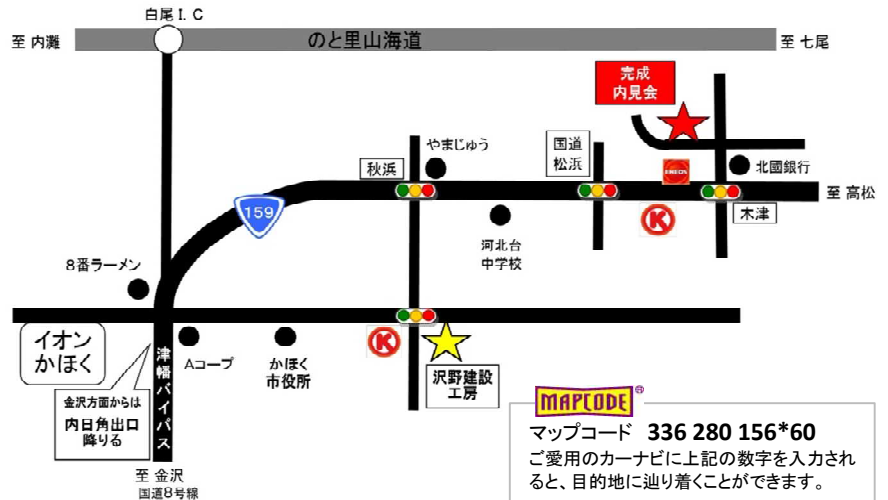 白尾I.C
至 内灘
のと里山海道
至 七尾
完成
内見会
やまじゅう
国道
松浜
秋浜
ENEOS
北國銀行
至 高松
159
K
木津
河北台
中学校
8番ラーメン
イオン
かほく
Aコープ
かほく
市役所
K
沢野建設
工房
津幡バイパス
金沢方面からは
内日角出口
降りる
至 金沢
国道8号線
MAPCODE®
マップコード 336 280 156*60
ご愛用のカーナビに上記の数字を入力され
ると、目的地に辿り着くことができます。